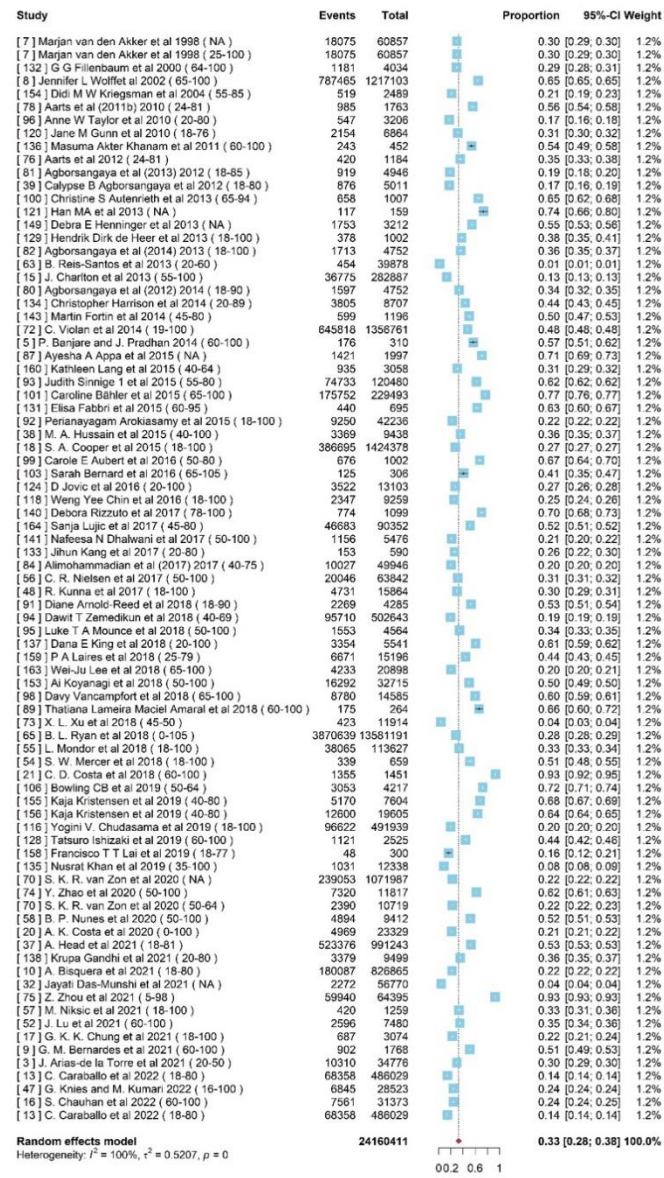 Study Events Total Proportion 95%-CI Weight
[ 7 ] Marjan van den Akker et al 1998 ( NA) 18075 60857 0.30 [0.29; 0.30] 1.2%
[ 7 ] Marjan van den Akker et al 1998 ( 25-100) 18075 60857 0.30 [0.29; 0.30] 1.2%
[ 132 ] G G Fillenbaum et al 2000 ( 64-100) 1181 4034 0.29 [0.28; 0.31] 1.2%
[ 8 ] Jennifer L Wolffet et al 2002 ( 65-100) 787465 1217103 0.65 [0.65; 0.65] 1.2%
[ 154 ] Didi M W Kriegsman et al 2004 ( 55-85) 519 2489 0.21 [0.19; 0.23] 1.2%
[ 78 ] Aarts et al (2011b) 2010 ( 24-81) 985 1763 0.56 [0.54; 0.58] 1.2%
[ 96 ] Anne W Taylor et al 2010 ( 20-80) 547 3206 0.17 [0.16; 0.18] 1.2%
[ 120 ] Jane M Gunn et al 2010 ( 18-76) 2154 6864 0.31 [0.30; 0.32] 1.2%
[ 136 ] Masuma Akter Khanam et al 2011 ( 60-100) 243 452 0.54 [0.49; 0.58] 1.2%
[ 76 ] Aarts et al 2012 ( 24-81) 420 1184 0.35 [0.33; 0.38] 1.2%
[ 81 ] Agborsangaya et al (2013) 2012 ( 18-85) 919 4946 0.19 [0.18; 0.20] 1.2%
[ 39 ] Calypse B Agborsangaya et al 2012 ( 18-80) 876 5011 0.17 [0.16; 0.19] 1.2%
[ 100 ] Christine S Autenrieth et al 2013 ( 65-94) 658 1007 0.65 [0.62; 0.68] 1.2%
[ 121 ] Han MA et al 2013 ( NA) 117 159 0.74 [0.66; 0.80] 1.2%
[ 149 ] Debra E Henninger et al 2013 ( NA) 1753 3212 0.55 [0.53; 0.56] 1.2%
[ 129 ] Hendrik Dirk de Heer et al 2013 ( 18-100) 378 1002 0.38 [0.35; 0.41] 1.2%
[ 82 ] Agborsangaya et al (2014) 2013 ( 18-100) 1713 4752 0.36 [0.35; 0.37] 1.2%
[ 63 ] B. Reis-Santos et al 2013 ( 20-60) 454 39878 0.01 [0.01; 0.01] 1.2%
[ 15 ] J. Charlton et al 2013 ( 55-100) 36775 282887 0.13 [0.13; 0.13] 1.2%
[ 80 ] Agborsangaya et al (2012) 2014 ( 18-90) 1597 4752 0.34 [0.32; 0.35] 1.2%
[ 134 ] Christopher Harrison et al 2014 ( 20-89) 3805 8707 0.44 [0.43; 0.45] 1.2%
[ 143 ] Martin Fortin et al 2014 ( 45-80) 599 1196 0.50 [0.47; 0.53] 1.2%
[ 72 ] C. Violan et al 2014 ( 19-100) 645818 1356761 0.48 [0.48; 0.48] 1.2%
[ 5 ] P. Banjare and J. Pradhan 2014 ( 60-100) 176 310 0.57 [0.51; 0.62] 1.2%
[ 87 ] Ayesha A Appa et al 2015 ( NA) 1421 1997 0.71 [0.69; 0.73] 1.2%
[ 160 ] Kathleen Lang et al 2015 ( 40-64) 935 3058 0.31 [0.29; 0.32] 1.2%
[ 93 ] Judith Sinnige 1 et al 2015 ( 55-80) 74733 120480 0.62 [0.62; 0.62] 1.2%
[ 101 ] Caroline Bähler et al 2015 ( 65-100) 175752 229493 0.77 [0.76; 0.77] 1.2%
[ 131 ] Elisa Fabbri et al 2015 ( 60-95) 440 695 0.63 [0.60; 0.67] 1.2%
[ 92 ] Perianayagam Arokiasamy et al 2015 ( 18-100) 9250 42236 0.22 [0.22; 0.22] 1.2%
[ 38 ] M. A. Hussain et al 2015 ( 40-100) 3369 9438 0.36 [0.35; 0.37] 1.2%
[ 18 ] S. A. Cooper et al 2015 ( 18-100) 386695 1424378 0.27 [0.27; 0.27] 1.2%
[ 99 ] Carole E Aubert et al 2016 ( 50-80) 676 1002 0.67 [0.64; 0.70] 1.2%
[ 103 ] Sarah Bernard et al 2016 ( 65-105) 125 306 0.41 [0.35; 0.47] 1.2%
[ 124 ] D Jovic et al 2016 ( 20-100) 3522 13103 0.27 [0.26; 0.28] 1.2%
[ 118 ] Weng Yee Chin et al 2016 ( 18-100) 2347 9259 0.25 [0.24; 0.26] 1.2%
[ 140 ] Debora Rizzuto et al 2017 ( 78-100) 774 1099 0.70 [0.68; 0.73] 1.2%
[ 164 ] Sanja Lujic et al 2017 ( 45-80) 46683 90352 0.52 [0.51; 0.52] 1.2%
[ 141 ] Nafeesa N Dhalwani et al 2017 ( 50-100) 1156 5476 0.21 [0.20; 0.22] 1.2%
[ 133 ] Jihun Kang et al 2017 ( 20-80) 153 590 0.26 [0.22; 0.30] 1.2%
[ 84 ] Alimohammadian et al (2017) 2017 ( 40-75) 10027 49946 0.20 [0.20; 0.20] 1.2%
[ 56 ] C. R. Nielsen et al 2017 ( 50-100) 20046 63842 0.31 [0.31; 0.32] 1.2%
[ 48 ] R. Kunna et al 2017 ( 18-100) 4731 15864 0.30 [0.29; 0.31] 1.2%
[ 91 ] Diane Arnold-Reed et al 2018 ( 18-90) 2269 4285 0.53 [0.51; 0.54] 1.2%
[ 94 ] Dawit T Zemedikun et al 2018 ( 40-69) 95710 502643 0.19 [0.19; 0.19] 1.2%
[ 95 ] Luke T A Mounce et al 2018 ( 50-100) 1553 4564 0.34 [0.33; 0.35] 1.2%
[ 137 ] Dana E King et al 2018 ( 20-100) 3354 5541 0.61 [0.59; 0.62] 1.2%
[ 159 ] P A Laires et al 2018 ( 25-79) 6671 15196 0.44 [0.43; 0.45] 1.2%
[ 163 ] Wei-Ju Lee et al 2018 ( 65-100) 4233 20898 0.20 [0.20; 0.21] 1.2%
[ 153 ] Ai Koyanagi et al 2018 ( 50-100) 16292 32715 0.50 [0.49; 0.50] 1.2%
[ 98 ] Davy Vancampfort et al 2018 ( 65-100) 8780 14585 0.60 [0.59; 0.61] 1.2%
[ 89 ] Thatiana Lameira Maciel Amaral et al 2018 ( 60-100) 175 264 0.66 [0.60; 0.72] 1.2%
[ 73 ] X. L. Xu et al 2018 ( 45-50) 423 11914 0.04 [0.03; 0.04] 1.2%
[ 65 ] B. L. Ryan et al 2018 ( 0-105) 3870639 13581191 0.28 [0.28; 0.29] 1.2%
[ 55 ] L. Mondor et al 2018 ( 18-100) 38065 113627 0.33 [0.33; 0.34] 1.2%
[ 54 ] S. W. Mercer et al 2018 ( 18-100) 339 659 0.51 [0.48; 0.55] 1.2%
[ 21 ] C. D. Costa et al 2018 ( 60-100) 1355 1451 0.93 [0.92; 0.95] 1.2%
[ 106 ] Bowling CB et al 2019 ( 50-64) 3053 4217 0.72 [0.71; 0.74] 1.2%
[ 155 ] Kaja Kristensen et al 2019 ( 40-80) 5170 7604 0.68 [0.67; 0.69] 1.2%
[ 156 ] Kaja Kristensen et al 2019 ( 40-80) 12600 19605 0.64 [0.64; 0.65] 1.2%
[ 116 ] Yogini V. Chudasama et al 2019 ( 18-100) 96622 491939 0.20 [0.20; 0.20] 1.2%
[ 128 ] Tatsuro Ishizaki et al 2019 ( 60-100) 1121 2525 0.44 [0.42; 0.46] 1.2%
[ 158 ] Francisco T T Lai et al 2019 ( 18-77) 48 300 0.16 [0.12; 0.21] 1.2%
[ 135 ] Nusrat Khan et al 2019 ( 35-100) 1031 12338 0.08 [0.08; 0.09] 1.2%
[ 70 ] S. K. R. van Zon et al 2020 ( NA) 239053 1071987 0.22 [0.22; 0.22] 1.2%
[ 74 ] Y. Zhao et al 2020 ( 50-100) 7320 11817 0.62 [0.61; 0.63] 1.2%
[ 70 ] S. K. R. van Zon et al 2020 ( 50-64) 2390 10719 0.22 [0.22; 0.23] 1.2%
[ 58 ] B. P. Nunes et al 2020 ( 50-100) 4894 9412 0.52 [0.51; 0.53] 1.2%
[ 20 ] A. K. Costa et al 2020 ( 0-100) 4969 23329 0.21 [0.21; 0.22] 1.2%
[ 37 ] A. Head et al 2021 ( 18-81) 523376 991243 0.53 [0.53; 0.53] 1.2%
[ 138 ] Krupa Gandhi et al 2021 ( 20-80) 3379 9499 0.36 [0.35; 0.37] 1.2%
[ 10 ] A. Bisquera et al 2021 ( 18-80) 180087 826865 0.22 [0.22; 0.22] 1.2%
[ 32 ] Jayati Das-Munshi et al 2021 ( NA) 2272 56770 0.04 [0.04; 0.04] 1.2%
[ 75 ] Z. Zhou et al 2021 ( 5-98) 59940 64395 0.93 [0.93; 0.93] 1.2%
[ 57 ] M. Niksic et al 2021 ( 18-100) 420 1259 0.33 [0.31; 0.36] 1.2%
[ 52 ] J. Lu et al 2021 ( 60-100) 2596 7480 0.35 [0.34; 0.36] 1.2%
[ 17 ] G. K. K. Chung et al 2021 ( 18-100) 687 3074 0.22 [0.21; 0.24] 1.2%
[ 9 ] G. M. Bernardes et al 2021 ( 60-100) 902 1768 0.51 [0.49; 0.53] 1.2%
[ 3 ] J. Arias-de la Torre et al 2021 ( 20-50) 10310 34776 0.30 [0.29; 0.30] 1.2%
[ 13 ] C. Caraballo et al 2022 ( 18-80) 68358 486029 0.14 [0.14; 0.14] 1.2%
[ 47 ] G. Knies and M. Kumari 2022 ( 16-100) 6845 28523 0.24 [0.24; 0.24] 1.2%
[ 16 ] S. Chauhan et al 2022 ( 60-100) 7561 31373 0.24 [0.24; 0.25] 1.2%
[ 13 ] C. Caraballo et al 2022 ( 18-80) 68358 486029 0.14 [0.14; 0.14] 1.2%
Random effects model 24160411 0.33 [0.28; 0.38] 100.0%
Heterogeneity: I² = 100%, τ² = 0.5207, p = 0
0 0.2 0.6 1